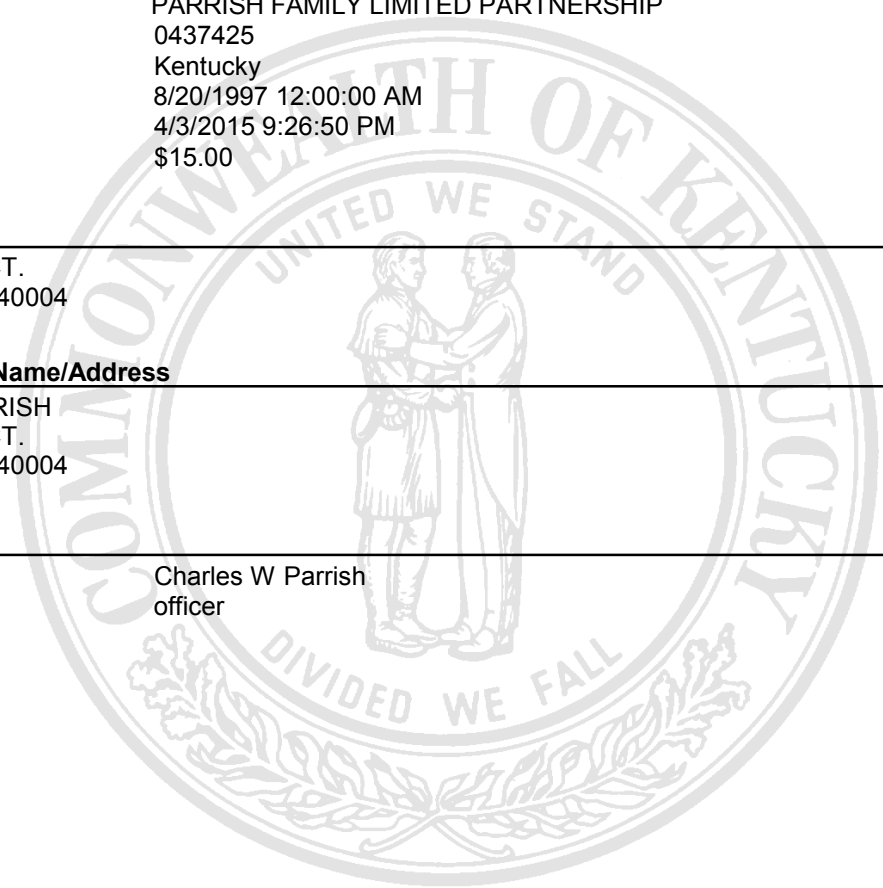 PARRISH FAMILY LIMITED PARTNERSHIP
0437425
Kentucky
8/20/1997 12:00:00 AM
4/3/2015 9:26:50 PM
$15.00
COMMONWEALTH OF KENTUCKY
UNITED WE STAND
T.
40004
Name/Address
RISH
T.
40004
Charles W Parrish
officer
DIVIDED WE FALL